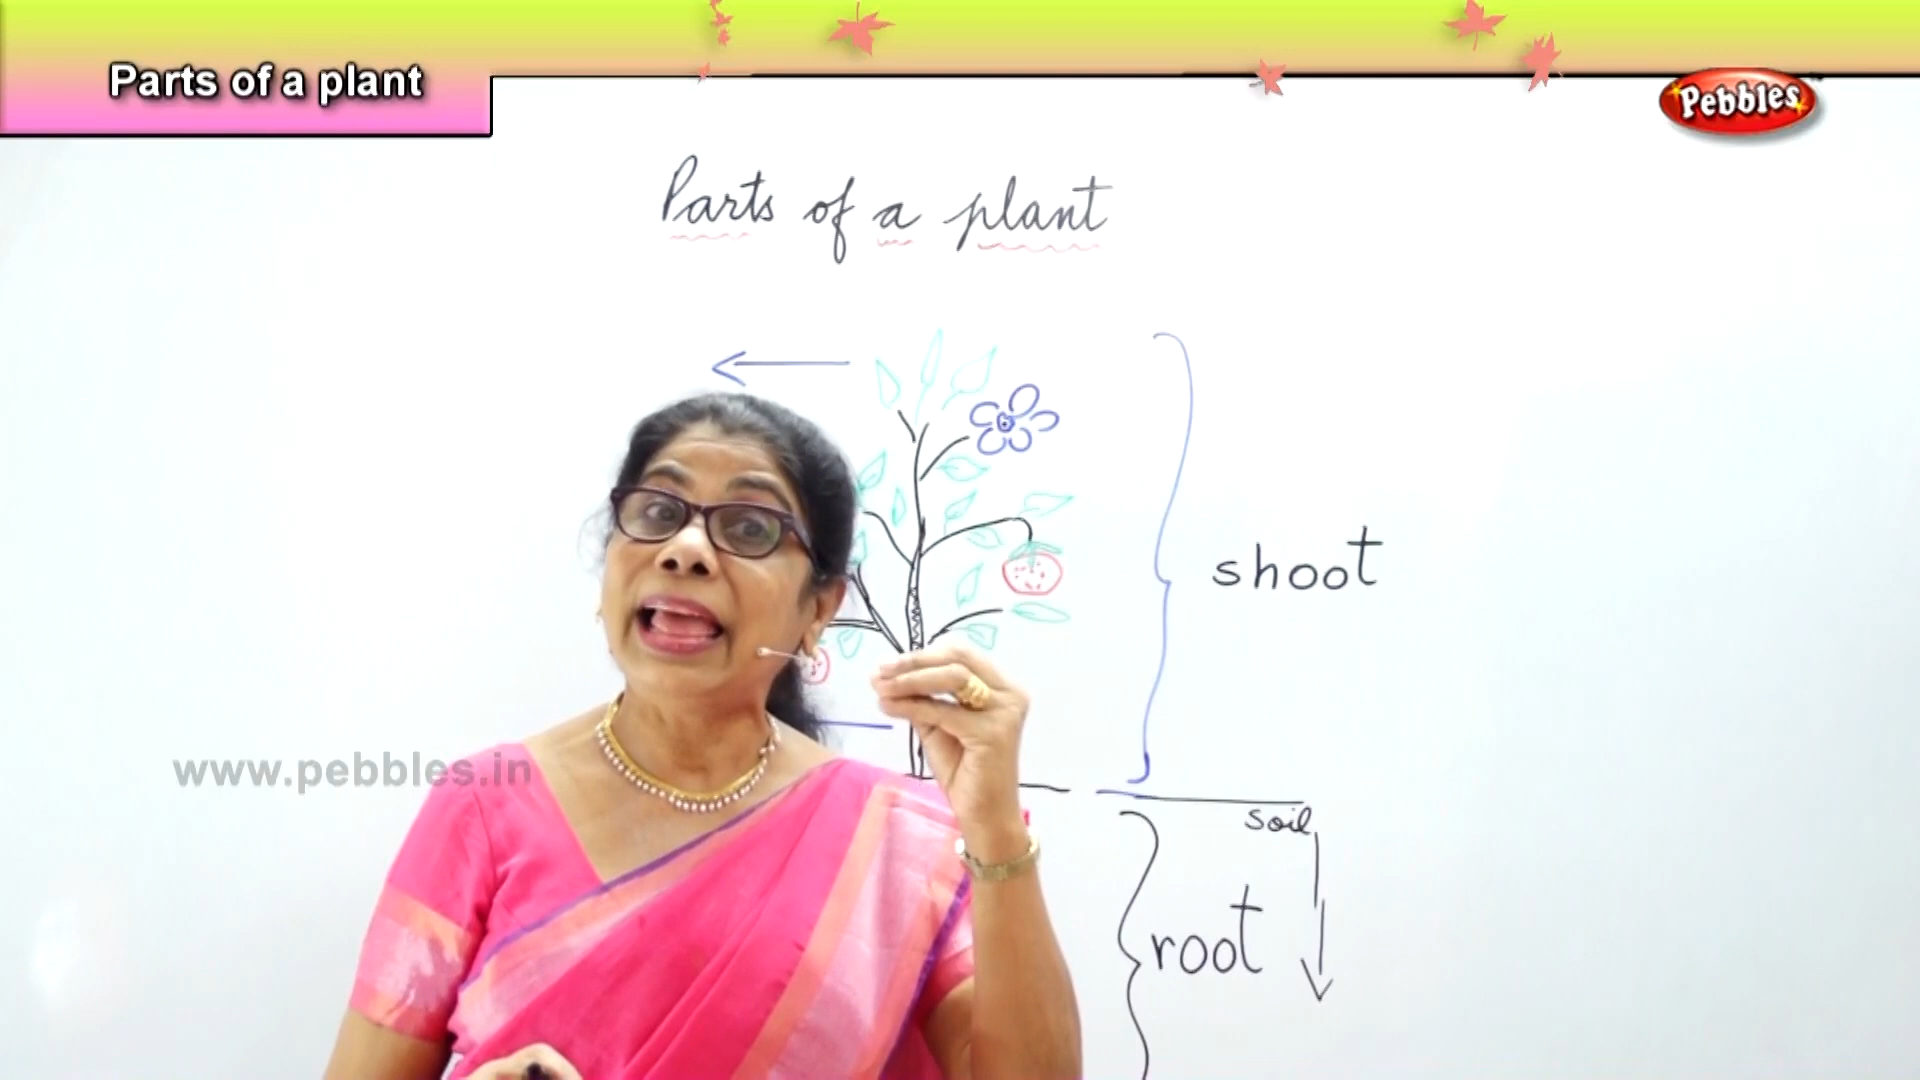 Parts of a plant
Pebbles
Parts of a plant
shoot
www.pebbles.in
soil
root